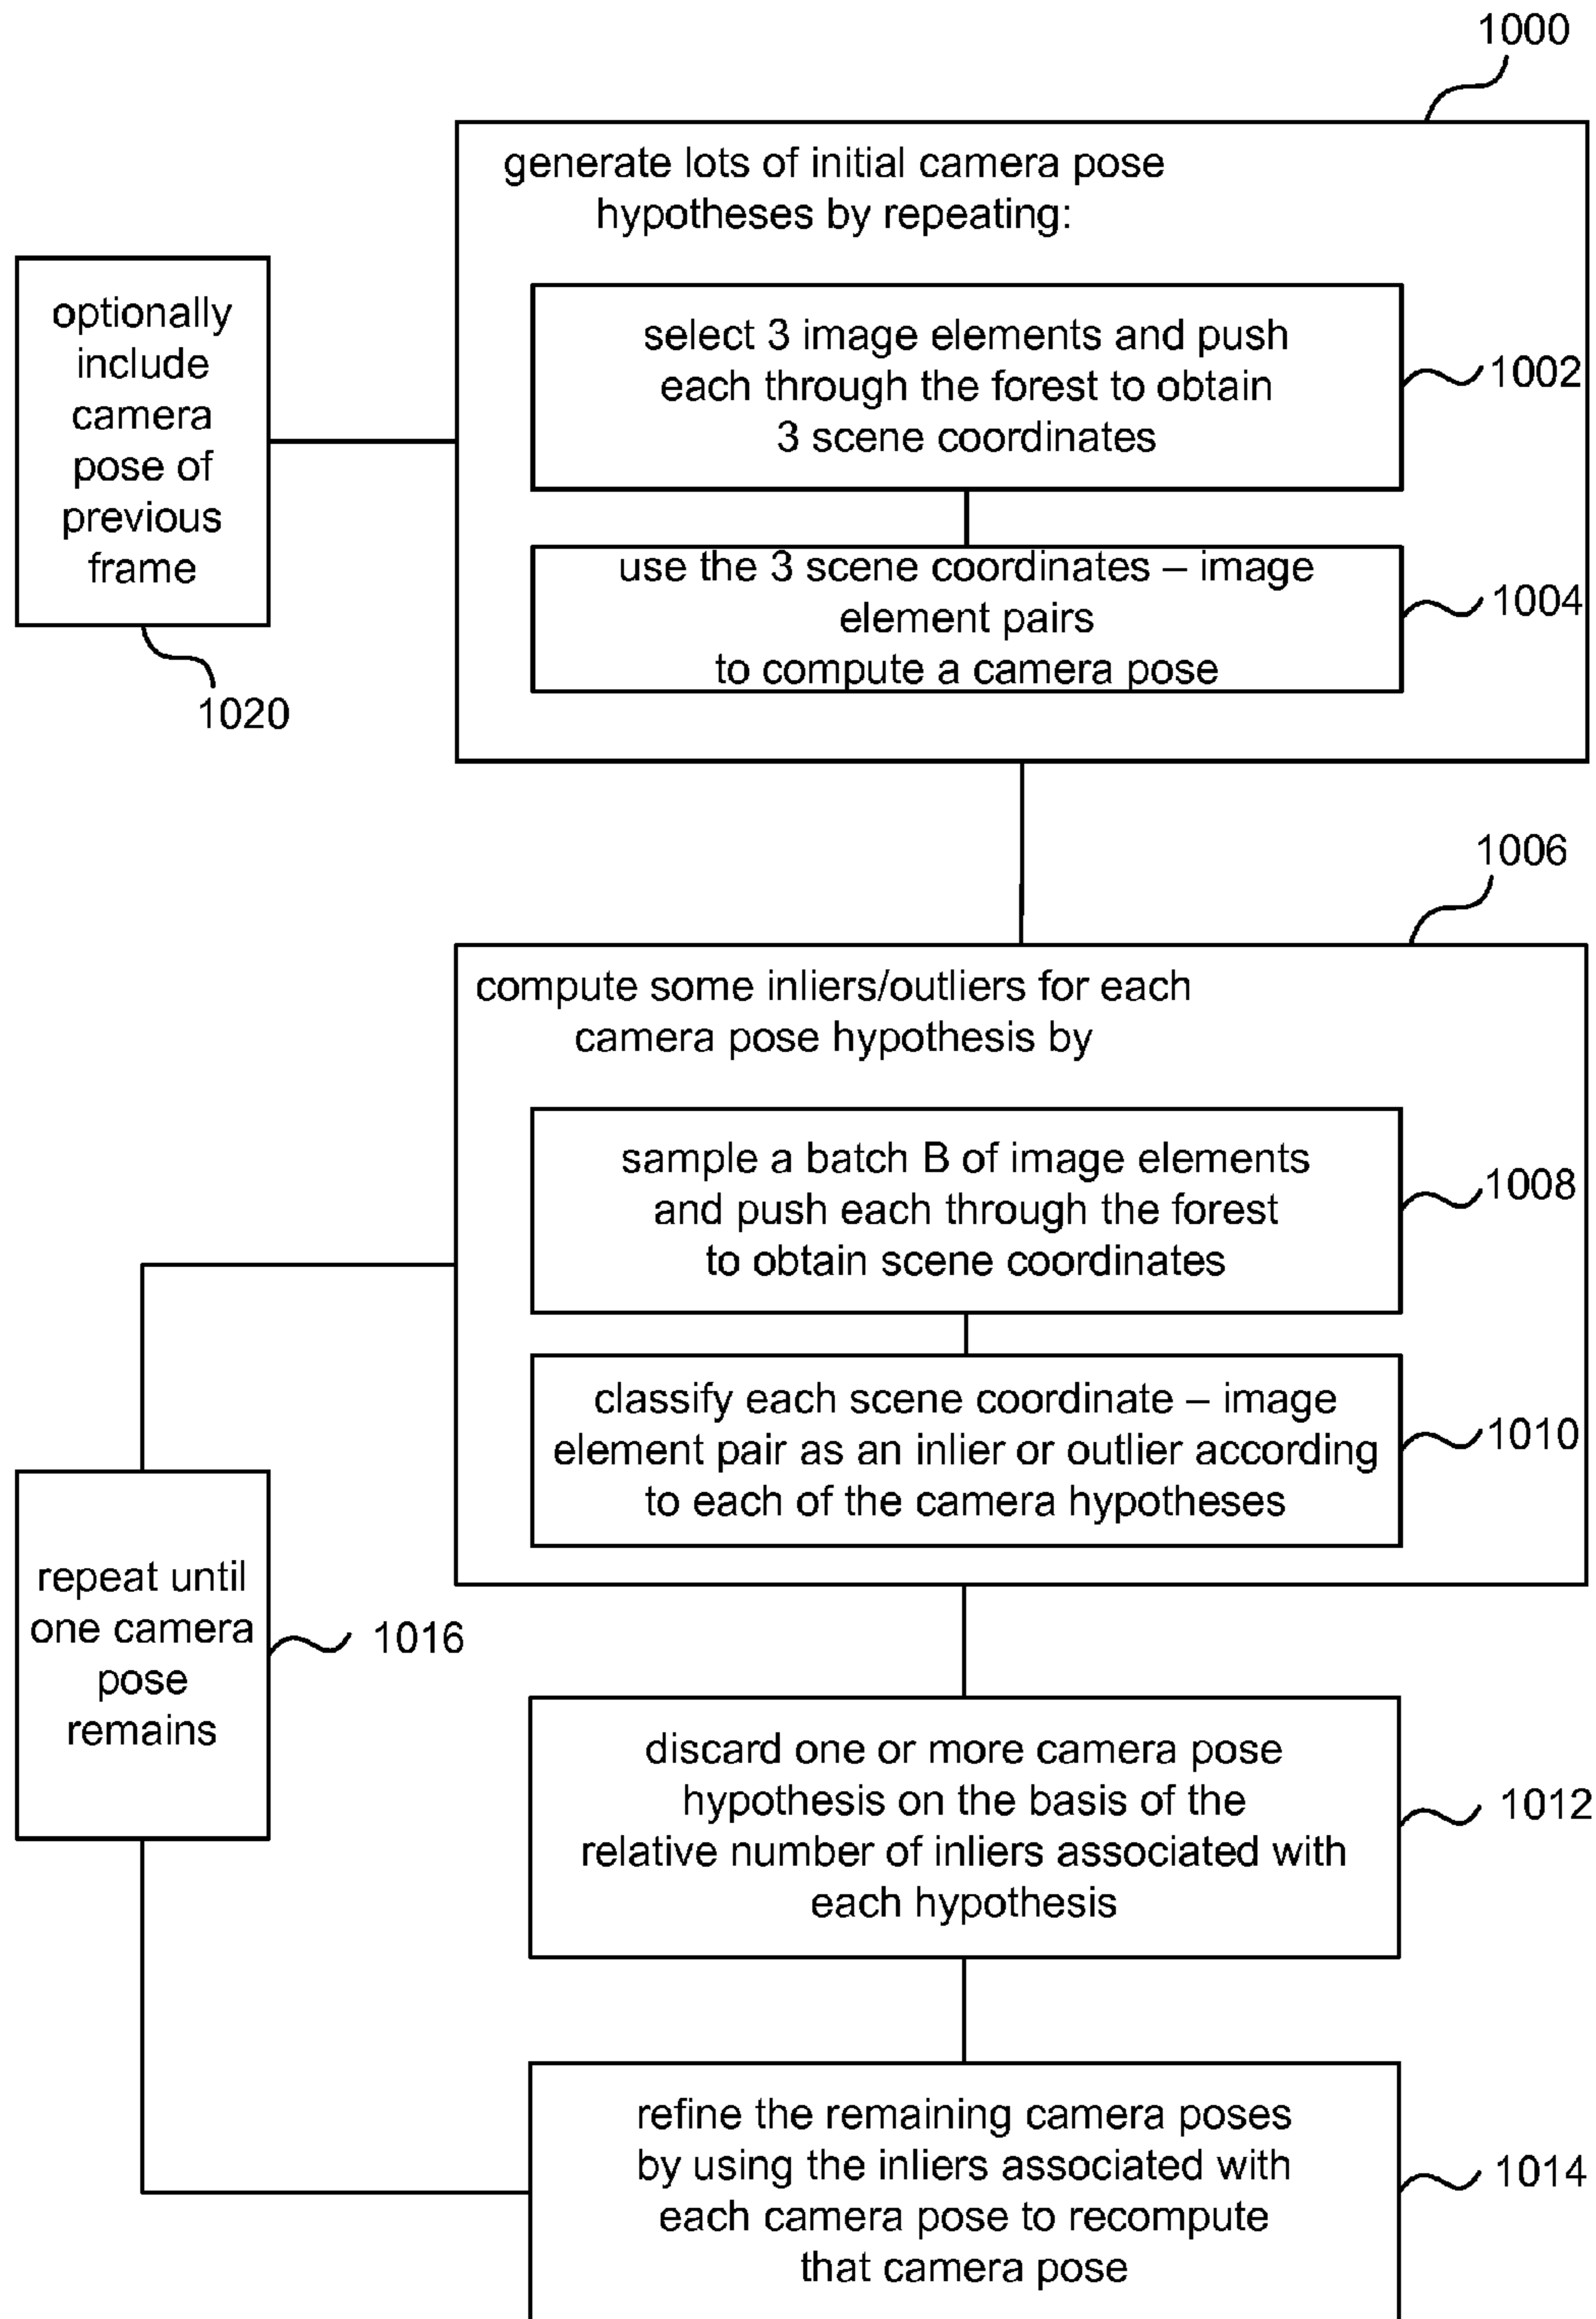 1000
generate lots of initial camera pose
hypotheses by repeating:
optionally
include
camera
pose of
previous
frame
1020
select 3 image elements and push
each through the forest to obtain
3 scene coordinates
1002
use the 3 scene coordinates – image
element pairs
to compute a camera pose
1004
1006
compute some inliers/outliers for each
camera pose hypothesis by
sample a batch B of image elements
and push each through the forest
to obtain scene coordinates
1008
classify each scene coordinate – image
element pair as an inlier or outlier according
to each of the camera hypotheses
1010
repeat until
one camera
pose
remains
1016
discard one or more camera pose
hypothesis on the basis of the
relative number of inliers associated with
each hypothesis
1012
refine the remaining camera poses
by using the inliers associated with
each camera pose to recompute
that camera pose
1014